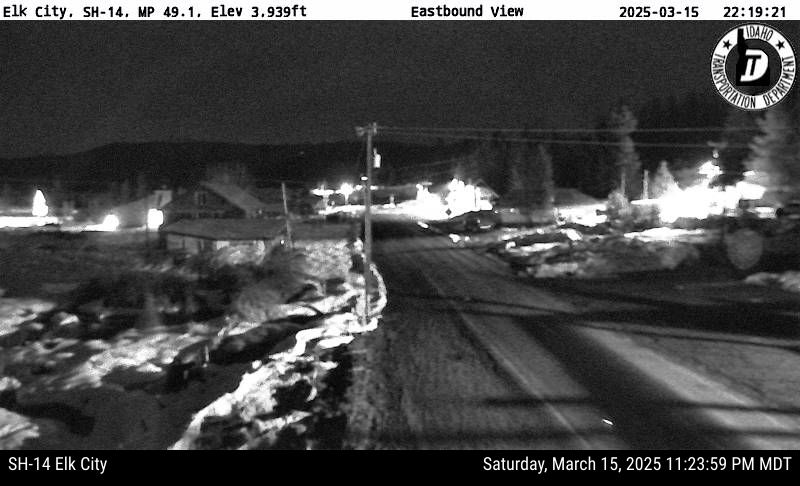 Elk City, SH-14, MP 49.1, Elev 3,939ft Eastbound View 2025-03-15 22:19:21
IDAHO
TRANSPORTATION DEPARTMENT
SH-14 Elk City Saturday, March 15, 2025 11:23:59 PM MDT